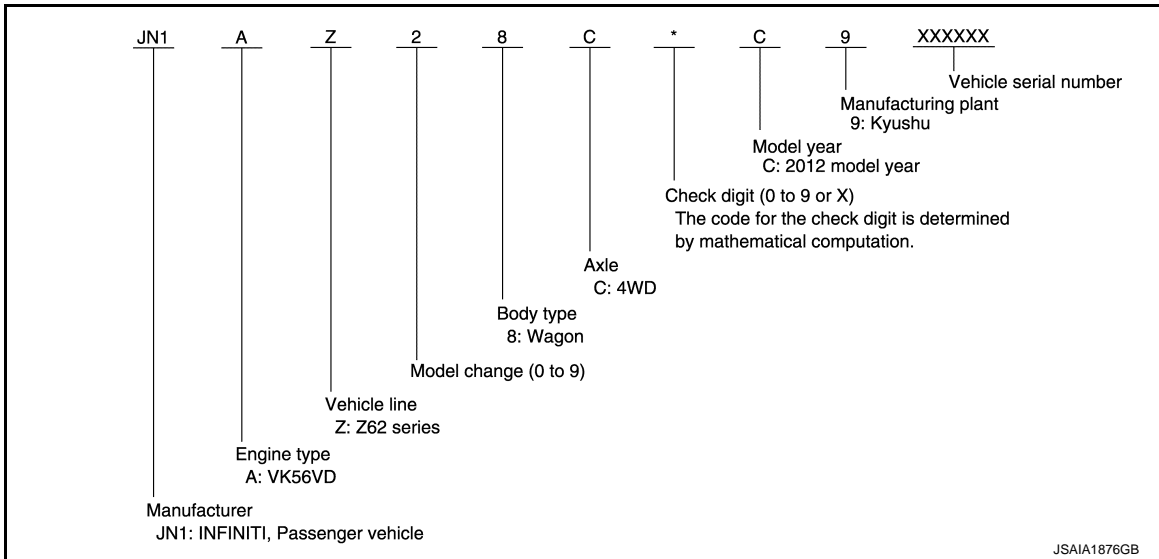 JN1 A Z 2 8 C * C 9 XXXXXX
Vehicle serial number
Manufacturing plant
9: Kyushu
Model year
C: 2012 model year
Check digit (0 to 9 or X)
The code for the check digit is determined
by mathematical computation.
Axle
C: 4WD
Body type
8: Wagon
Model change (0 to 9)
Vehicle line
Z: Z62 series
Engine type
A: VK56VD
Manufacturer
JN1: INFINITI, Passenger vehicle
JSAIA1876GB